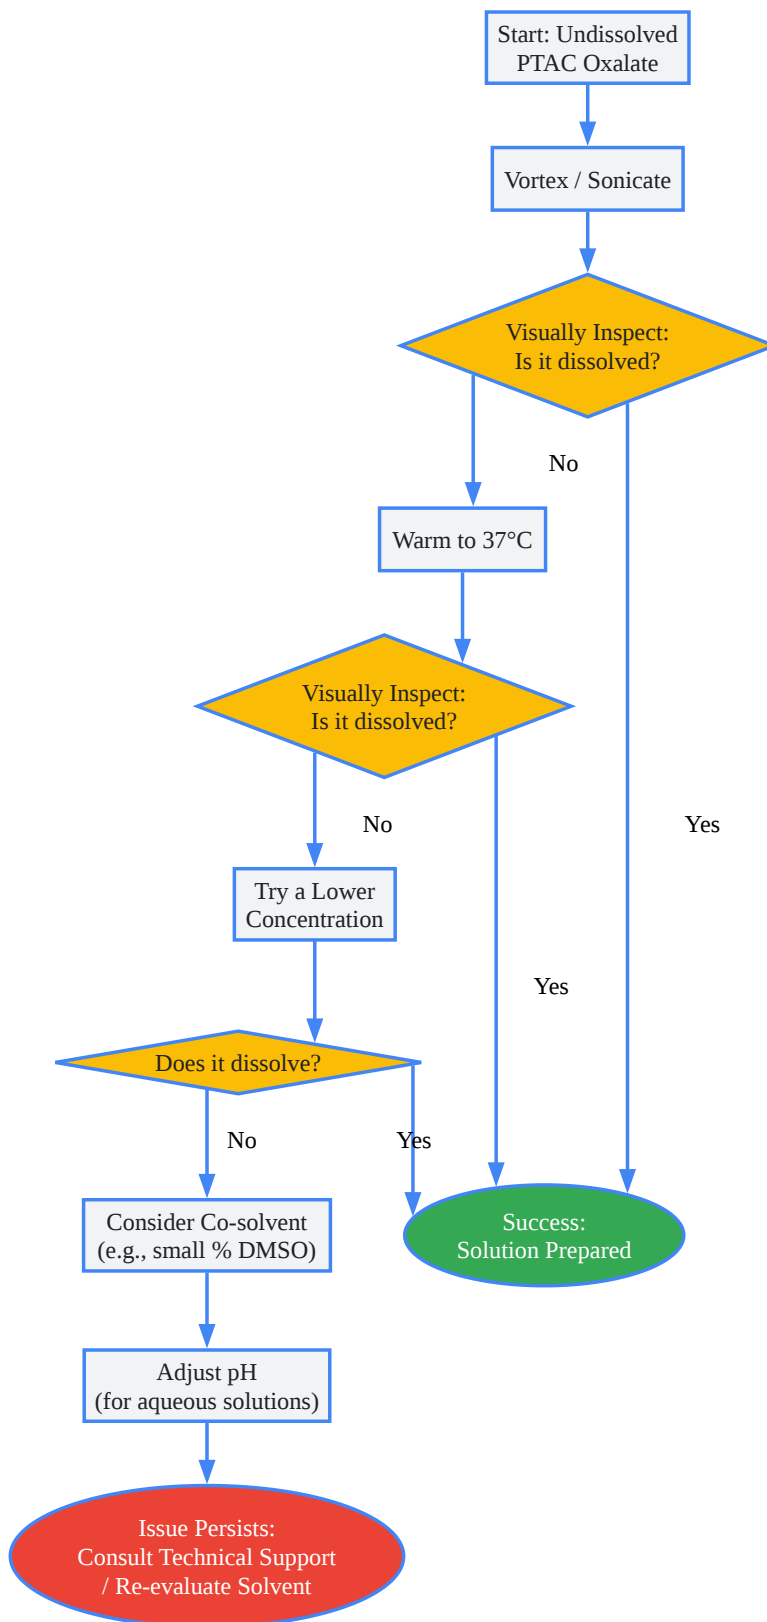 Start: Undissolved
PTAC Oxalate
Vortex / Sonicate
Visually Inspect:
Is it dissolved?
No
Warm to 37°C
Visually Inspect:
Is it dissolved?
No
Yes
Try a Lower
Concentration
Yes
Does it dissolve?
No
Yes
Consider Co-solvent
(e.g., small % DMSO)
Success:
Solution Prepared
Adjust pH
(for aqueous solutions)
Issue Persists:
Consult Technical Support
/ Re-evaluate Solvent